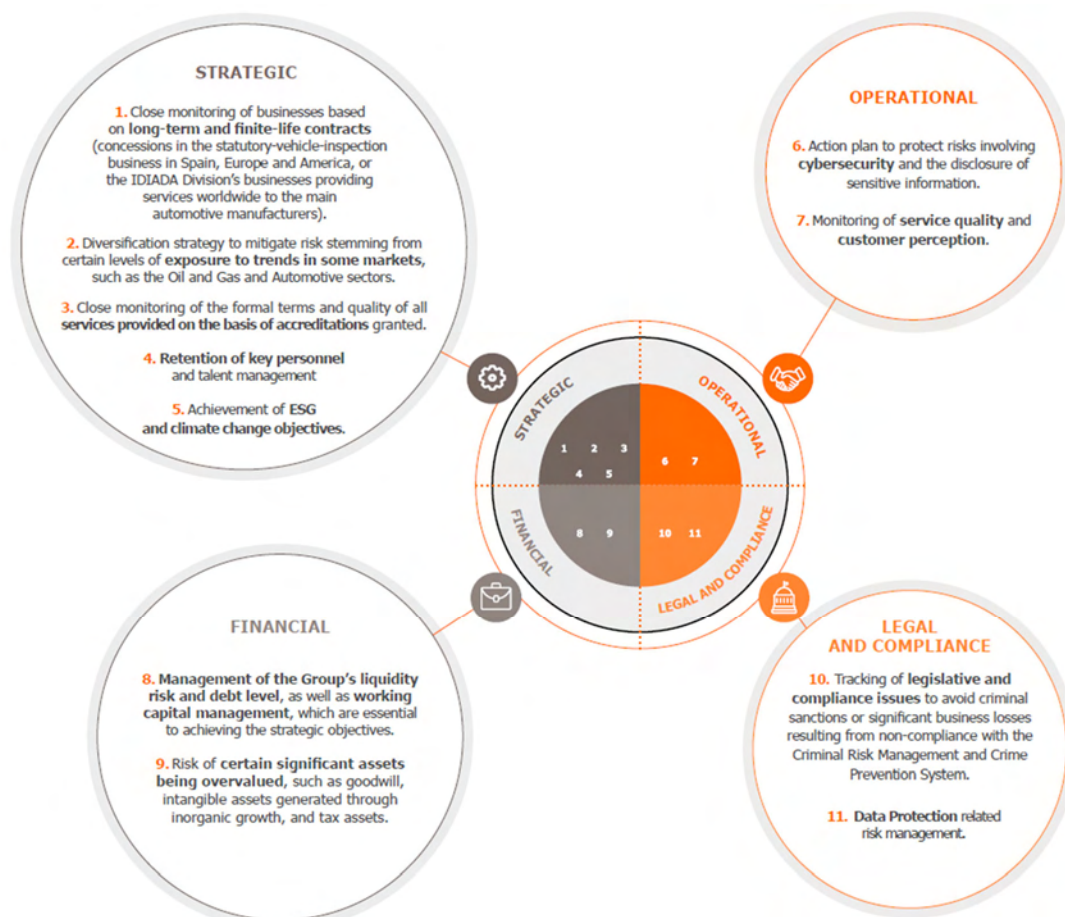 STRATEGIC
1. Close monitoring of businesses based
on long-term and finite-life contracts
(concessions in the statutory-vehicle-inspection
business in Spain, Europe and America, or
the IDIADA Division's businesses providing
services worldwide to the main
automotive manufacturers).
2. Diversification strategy to mitigate risk stemming from
certain levels of exposure to trends in some markets,
such as the Oil and Gas and Automotive sectors.
3. Close monitoring of the formal terms and quality of all
services provided on the basis of accreditations granted.
4. Retention of key personnel
and talent management
5. Achievement of ESG
and climate change objectives.
OPERATIONAL
6. Action plan to protect risks involving
cybersecurity and the disclosure of
sensitive information.
7. Monitoring of service quality and
customer perception.
STRATEGIC
OPERATIONAL
1 2 3
4 5
6 7
8 9
10 11
FINANCIAL
LEGAL AND COMPLIANCE
FINANCIAL
8. Management of the Group's liquidity
risk and debt level, as well as working
capital management, which are essential
to achieving the strategic objectives.
9. Risk of certain significant assets
being overvalued, such as goodwill,
intangible assets generated through
inorganic growth, and tax assets.
LEGAL
AND COMPLIANCE
10. Tracking of legislative and
compliance issues to avoid criminal
sanctions or significant business losses
resulting from non-compliance with the
Criminal Risk Management and Crime
Prevention System.
11. Data Protection related
risk management.